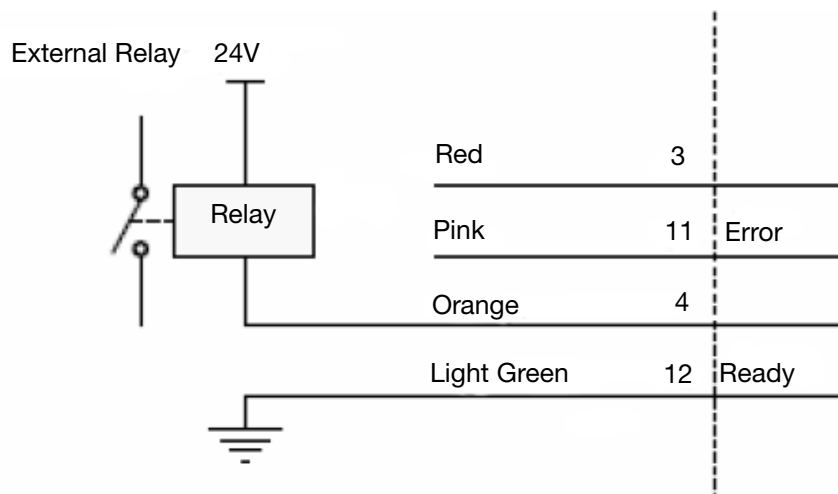 External Relay 24V
Red 3
Relay
Pink 11 Error
Orange 4
Light Green 12 Ready